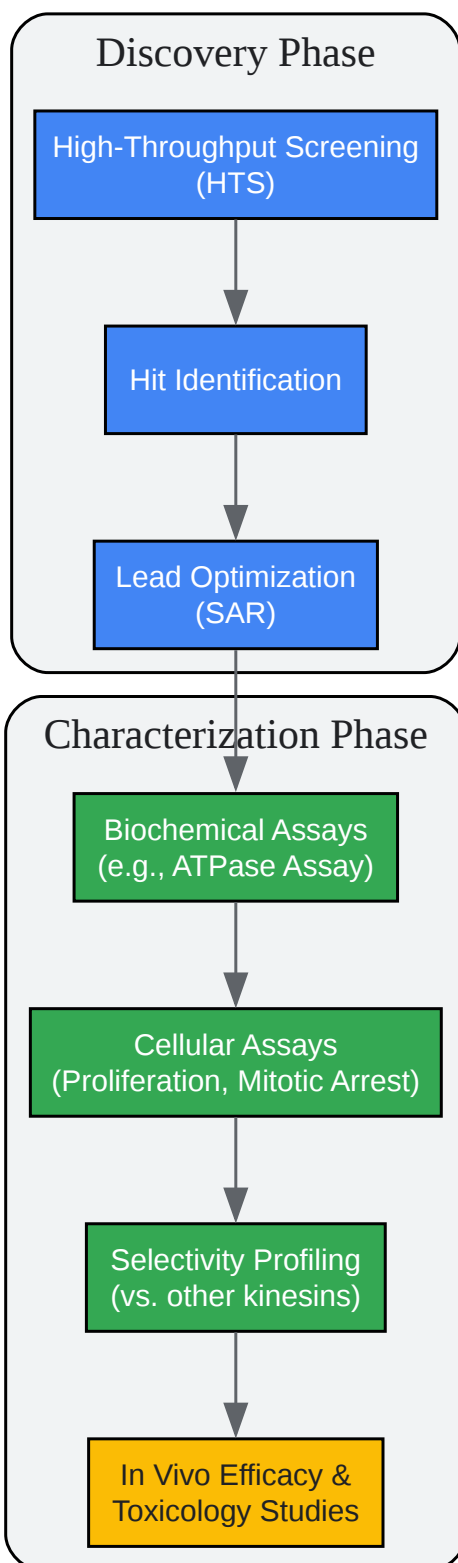 Discovery Phase
High-Throughput Screening
(HTS)
Hit Identification
Lead Optimization
(SAR)
Characterization Phase
Biochemical Assays
(e.g., ATPase Assay)
Cellular Assays
(Proliferation, Mitotic Arrest)
Selectivity Profiling
(vs. other kinesins)
In Vivo Efficacy &
Toxicology Studies